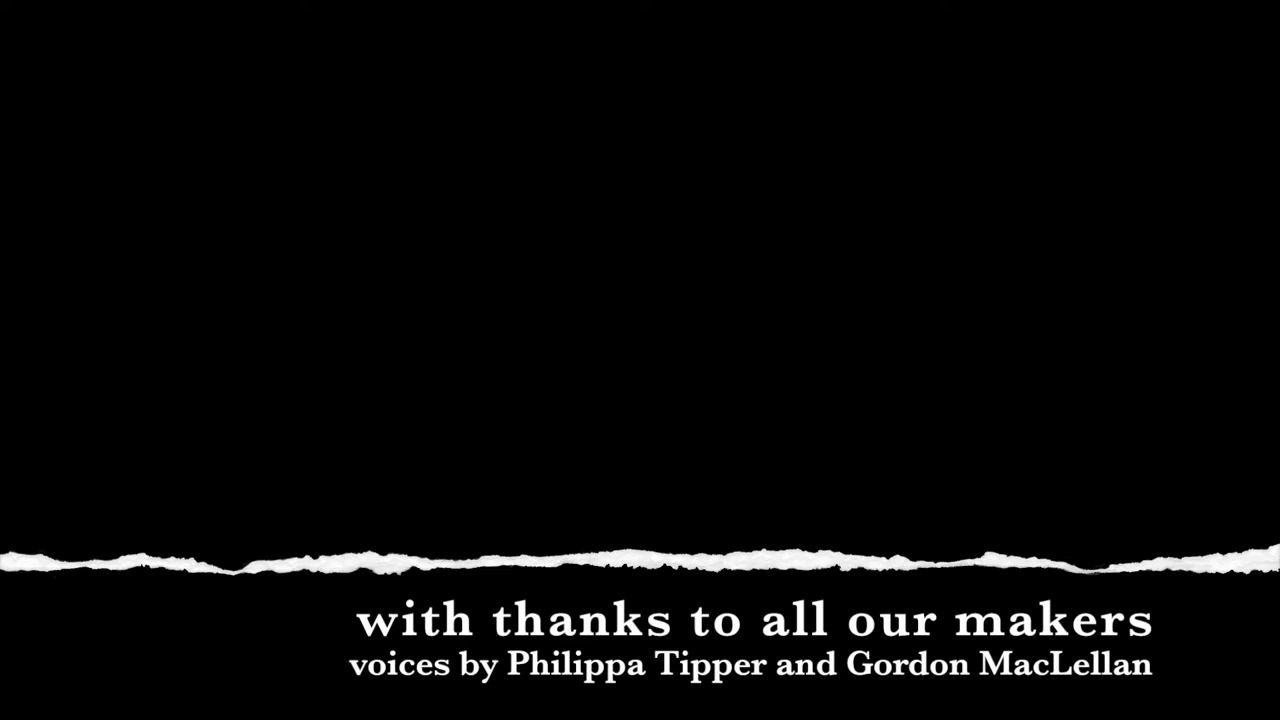 with thanks to all our makers
voices by Philippa Tipper and Gordon MacLellan